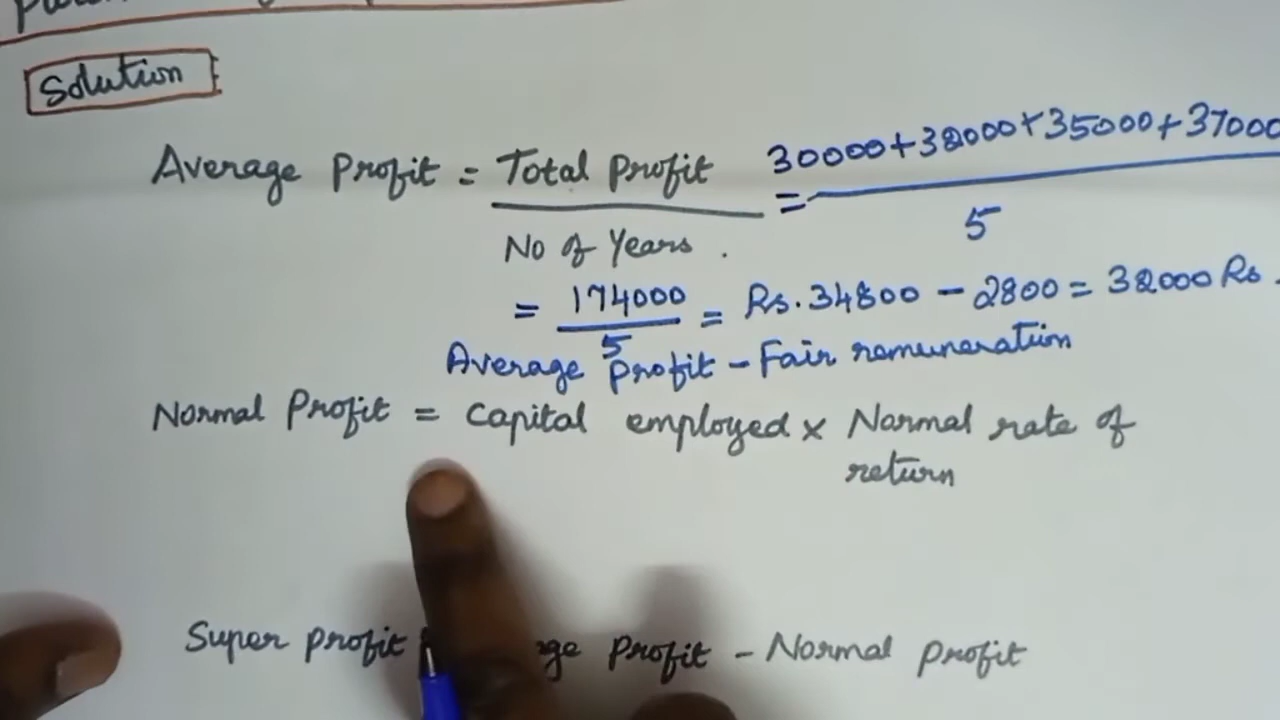 Solution
Average Profit = Total Profit = 30000+32000+35000+37000
No of Years . 5
= 174000 = Rs. 34800 - 2800 = 32000 Rs.
5
Average Profit - Fair remuneration
Normal Profit = Capital employed x Normal rate of
return
Super Profit Profit - Normal Profit